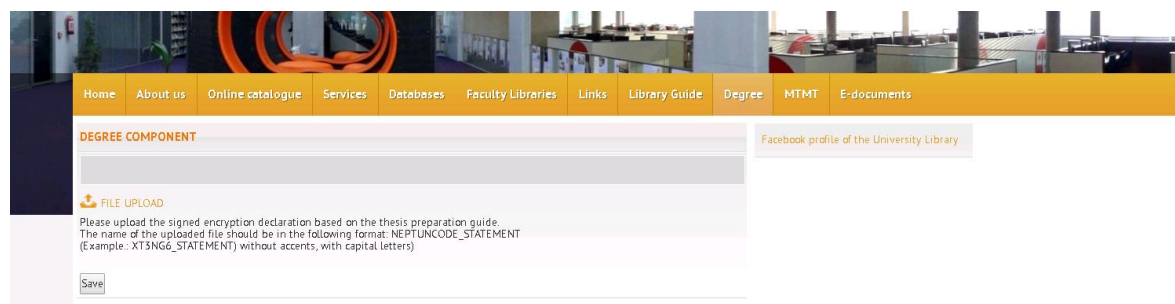 Home About us Online catalogue Services Databases Faculty Libraries Links Library Guide Degree MTMT E-documents
DEGREE COMPONENT
Facebook profile of the University Library
FILE UPLOAD
Please upload the signed encryption declaration based on the thesis preparation guide.
The name of the uploaded file should be in the following format: NEPTUNCODE_STATEMENT
(Example.: XT3NG6_STATEMENT) without accents, with capital letters)
Save